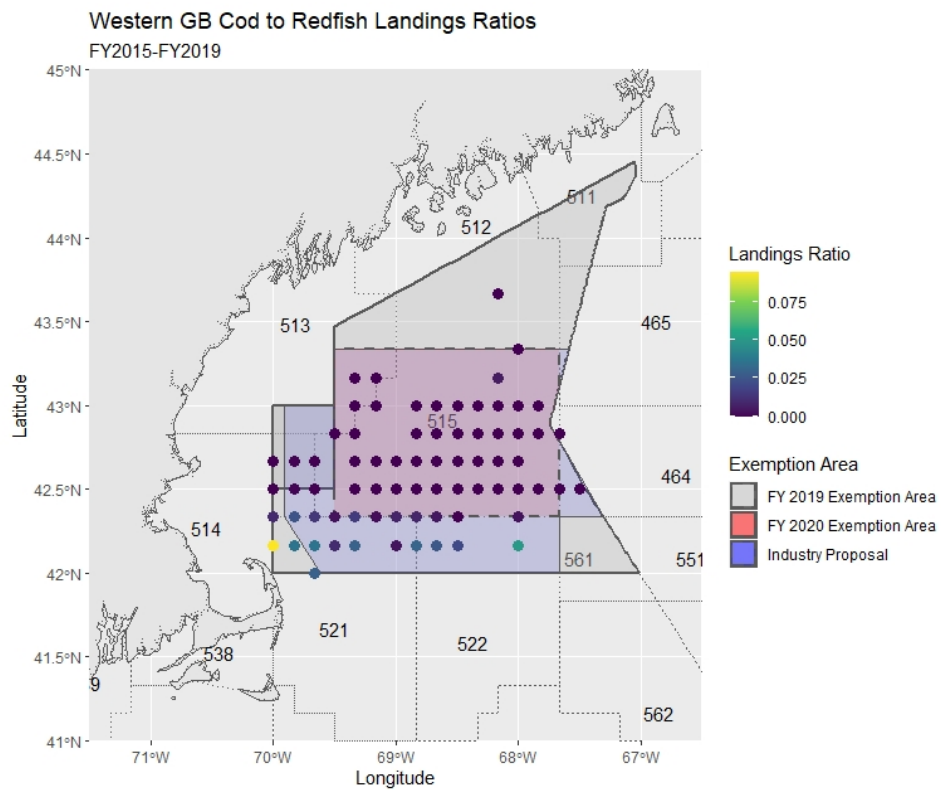 Western GB Cod to Redfish Landings Ratios
FY2015-FY2019
45°N
44.5°N
44°N
43.5°N
43°N
42.5°N
42°N
41.5°N
41°N
Latitude
511
512
513
465
515
464
514
561
551
521
522
538
9
562
71°W
70°W
69°W
68°W
67°W
Longitude
Landings Ratio
0.075
0.050
0.025
0.000
Exemption Area
FY 2019 Exemption Area
FY 2020 Exemption Area
Industry Proposal